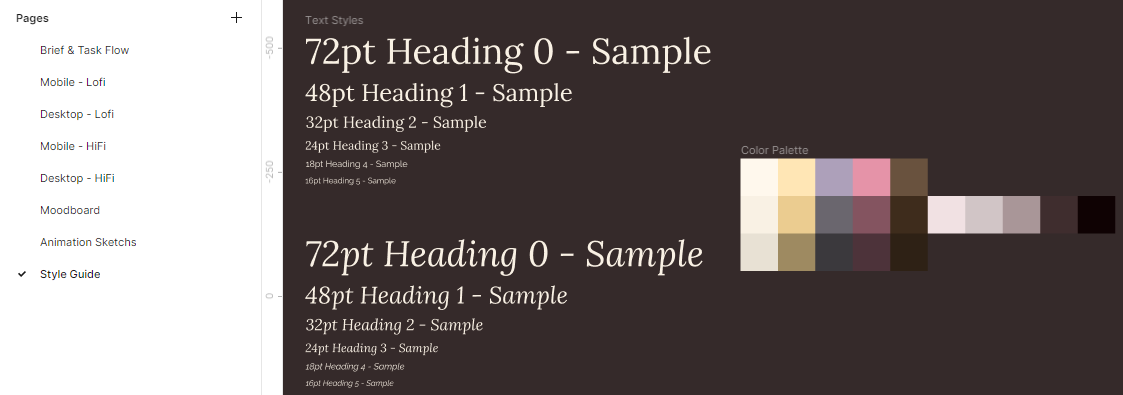 Pages
Brief & Task Flow
Mobile - Lofi
Desktop - Lofi
Mobile - HiFi
Desktop - HiFi
Moodboard
Animation Sketchs
Style Guide
-500
-250
0
Text Styles
72pt Heading 0 - Sample
48pt Heading 1 - Sample
32pt Heading 2 - Sample
24pt Heading 3 - Sample
18pt Heading 4 - Sample
16pt Heading 5 - Sample
72pt Heading 0 - Sample
48pt Heading 1 - Sample
32pt Heading 2 - Sample
24pt Heading 3 - Sample
18pt Heading 4 - Sample
16pt Heading 5 - Sample
Color Palette